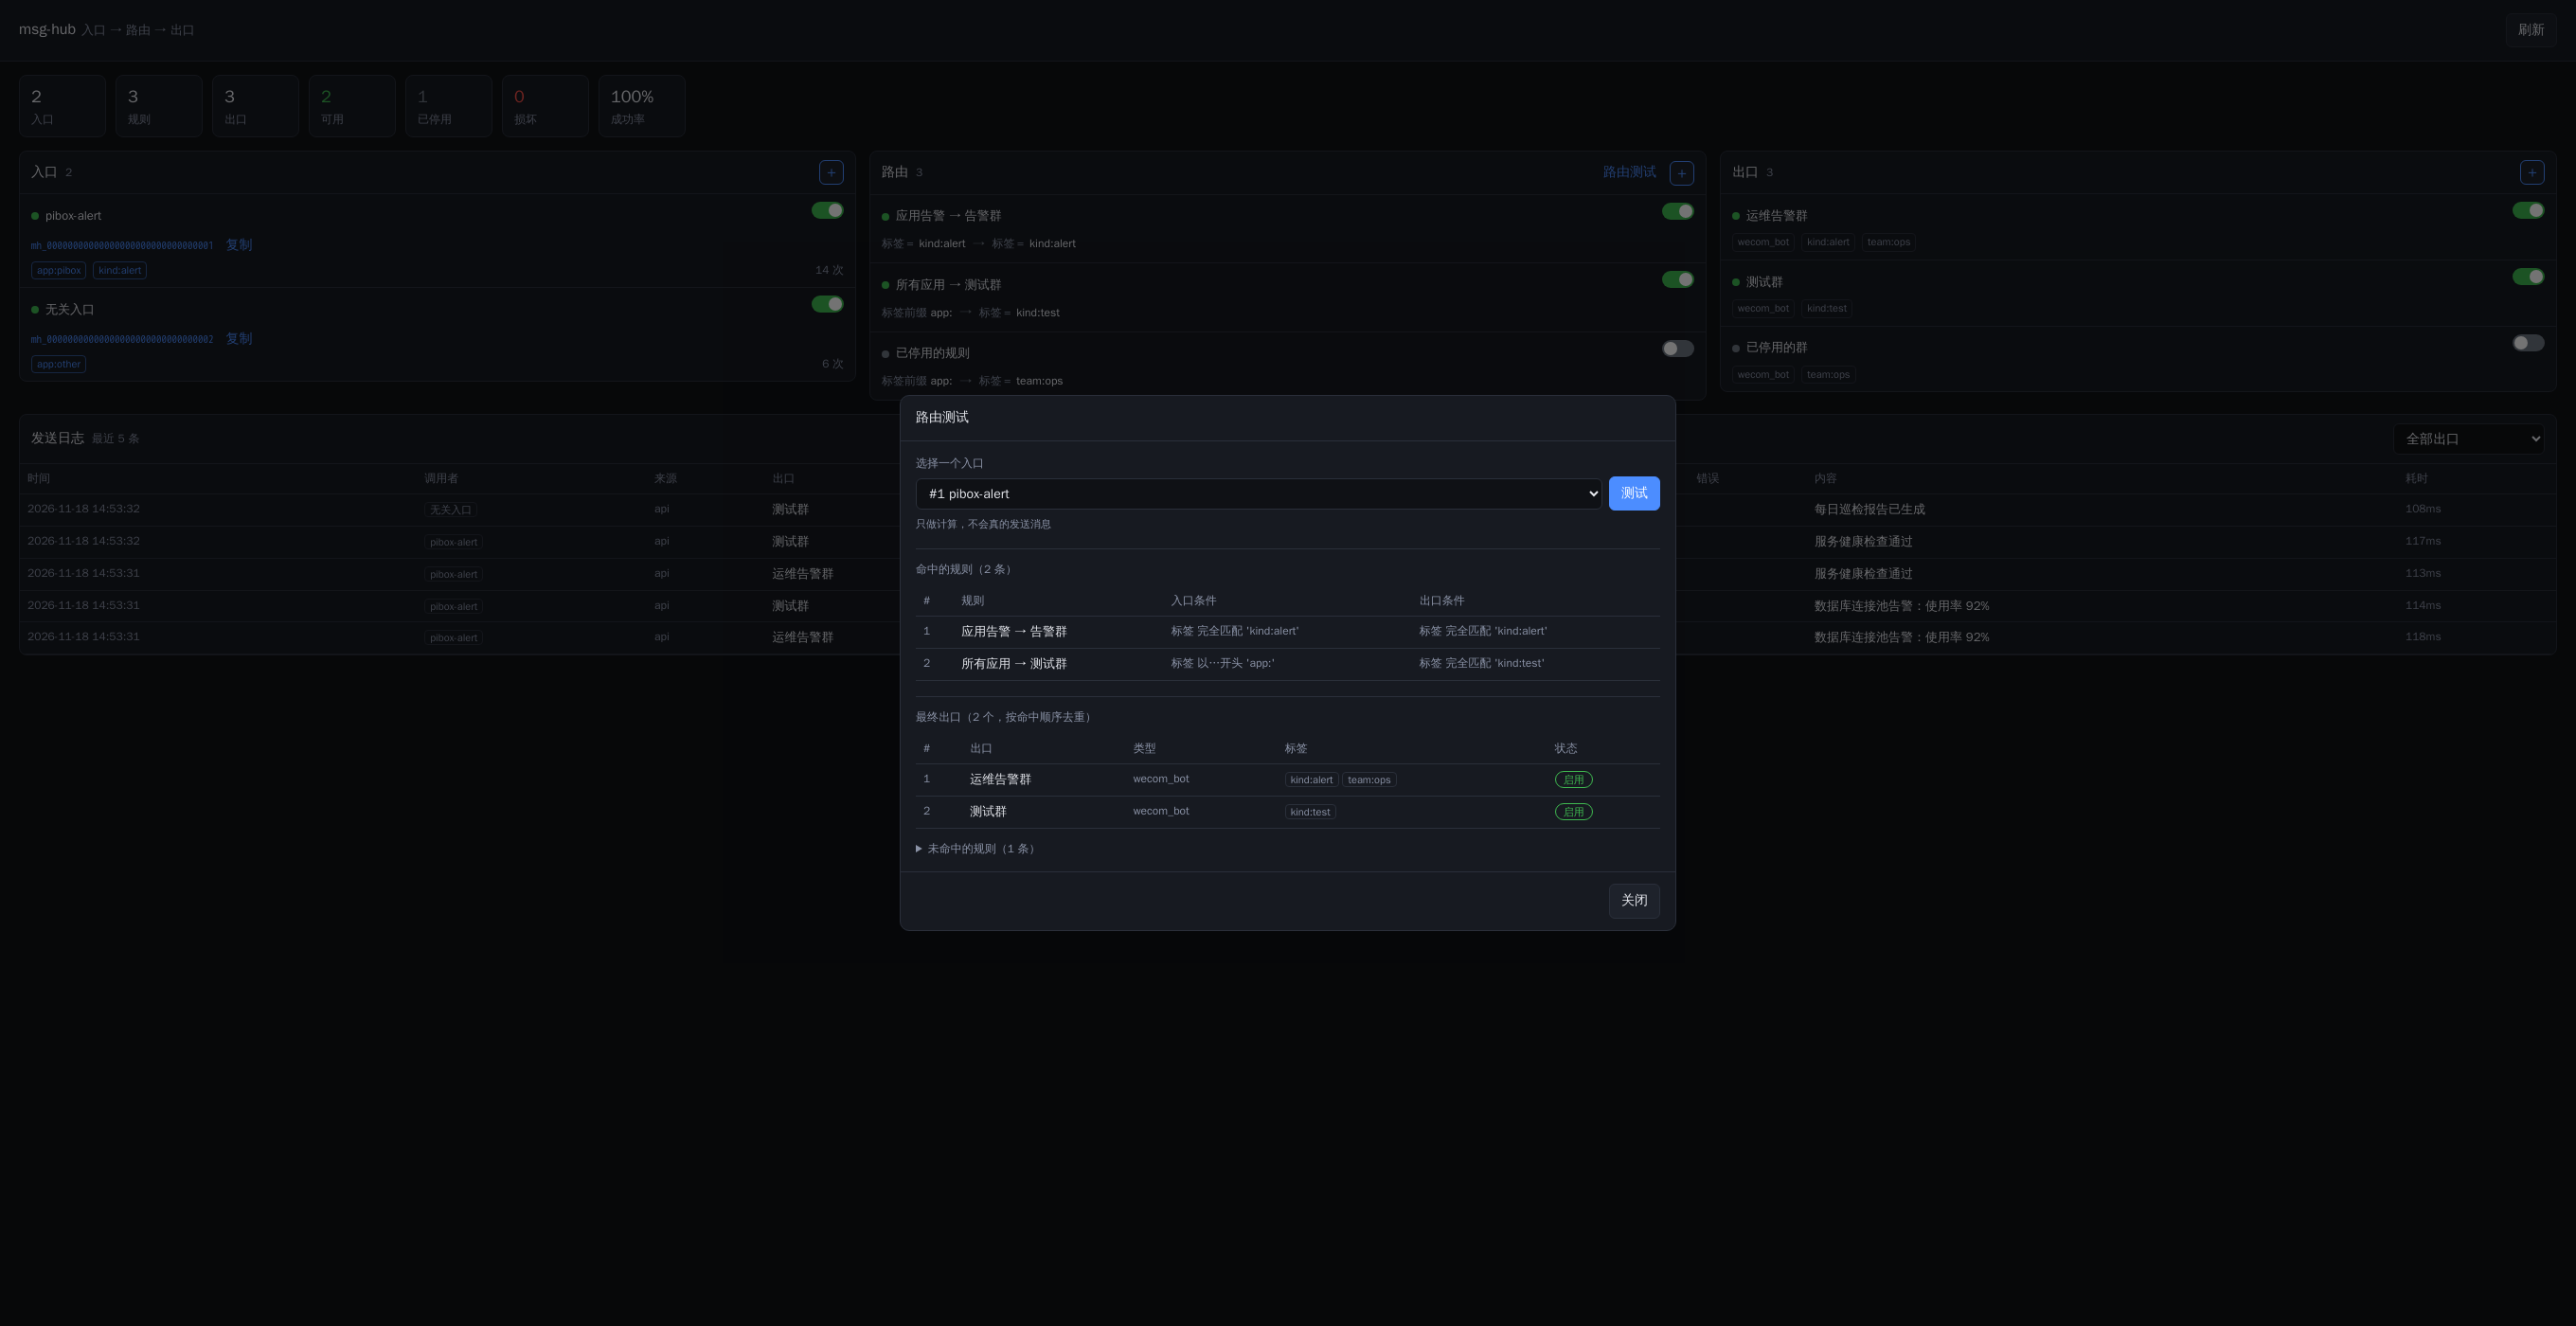 msg-hub 入口 → 路由 → 出口
刷新
2
入口
3
规则
3
出口
2
可用
1
已停用
0
损坏
100%
成功率
入口 2
+
pibox-alert
mh_00000000000000000000000000000001 复制
app:pibox kind:alert
14 次
无关入口
mh_00000000000000000000000000000002 复制
app:other
6 次
路由 3
路由测试 +
应用告警 → 告警群
标签 = kind:alert → 标签 = kind:alert
所有应用 → 测试群
标签前缀 app: → 标签 = kind:test
已停用的规则
标签前缀 app: → 标签 = team:ops
出口 3
+
运维告警群
wecom_bot kind:alert team:ops
测试群
wecom_bot kind:test
已停用的群
wecom_bot team:ops
发送日志 最近 5 条
全部出口
时间 调用者 来源 出口 错误 内容 耗时
2026-11-18 14:53:32 无关入口 api 测试群 每日巡检报告已生成 108ms
2026-11-18 14:53:32 pibox-alert api 测试群 服务健康检查通过 117ms
2026-11-18 14:53:31 pibox-alert api 运维告警群 服务健康检查通过 113ms
2026-11-18 14:53:31 pibox-alert api 测试群 数据库连接池告警：使用率 92% 114ms
2026-11-18 14:53:31 pibox-alert api 运维告警群 数据库连接池告警：使用率 92% 118ms
路由测试
选择一个入口
#1 pibox-alert
测试
只做计算，不会真的发送消息
命中的规则（2 条）
# 规则 入口条件 出口条件
1 应用告警 → 告警群 标签 完全匹配 'kind:alert' 标签 完全匹配 'kind:alert'
2 所有应用 → 测试群 标签 以…开头 'app:' 标签 完全匹配 'kind:test'
最终出口（2 个，按命中顺序去重）
# 出口 类型 标签 状态
1 运维告警群 wecom_bot kind:alert team:ops 启用
2 测试群 wecom_bot kind:test 启用
▶ 未命中的规则（1 条）
关闭